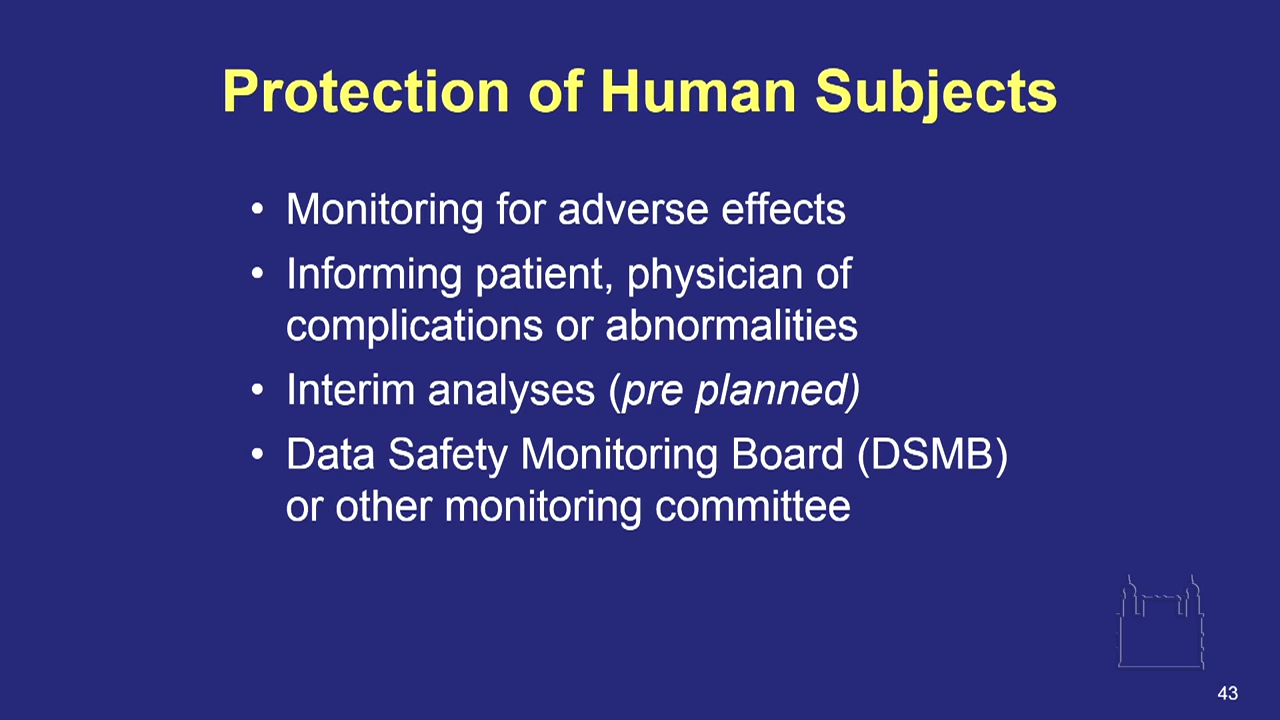 Protection of Human Subjects
• Monitoring for adverse effects
• Informing patient, physician of
complications or abnormalities
• Interim analyses (pre planned)
• Data Safety Monitoring Board (DSMB)
or other monitoring committee
43